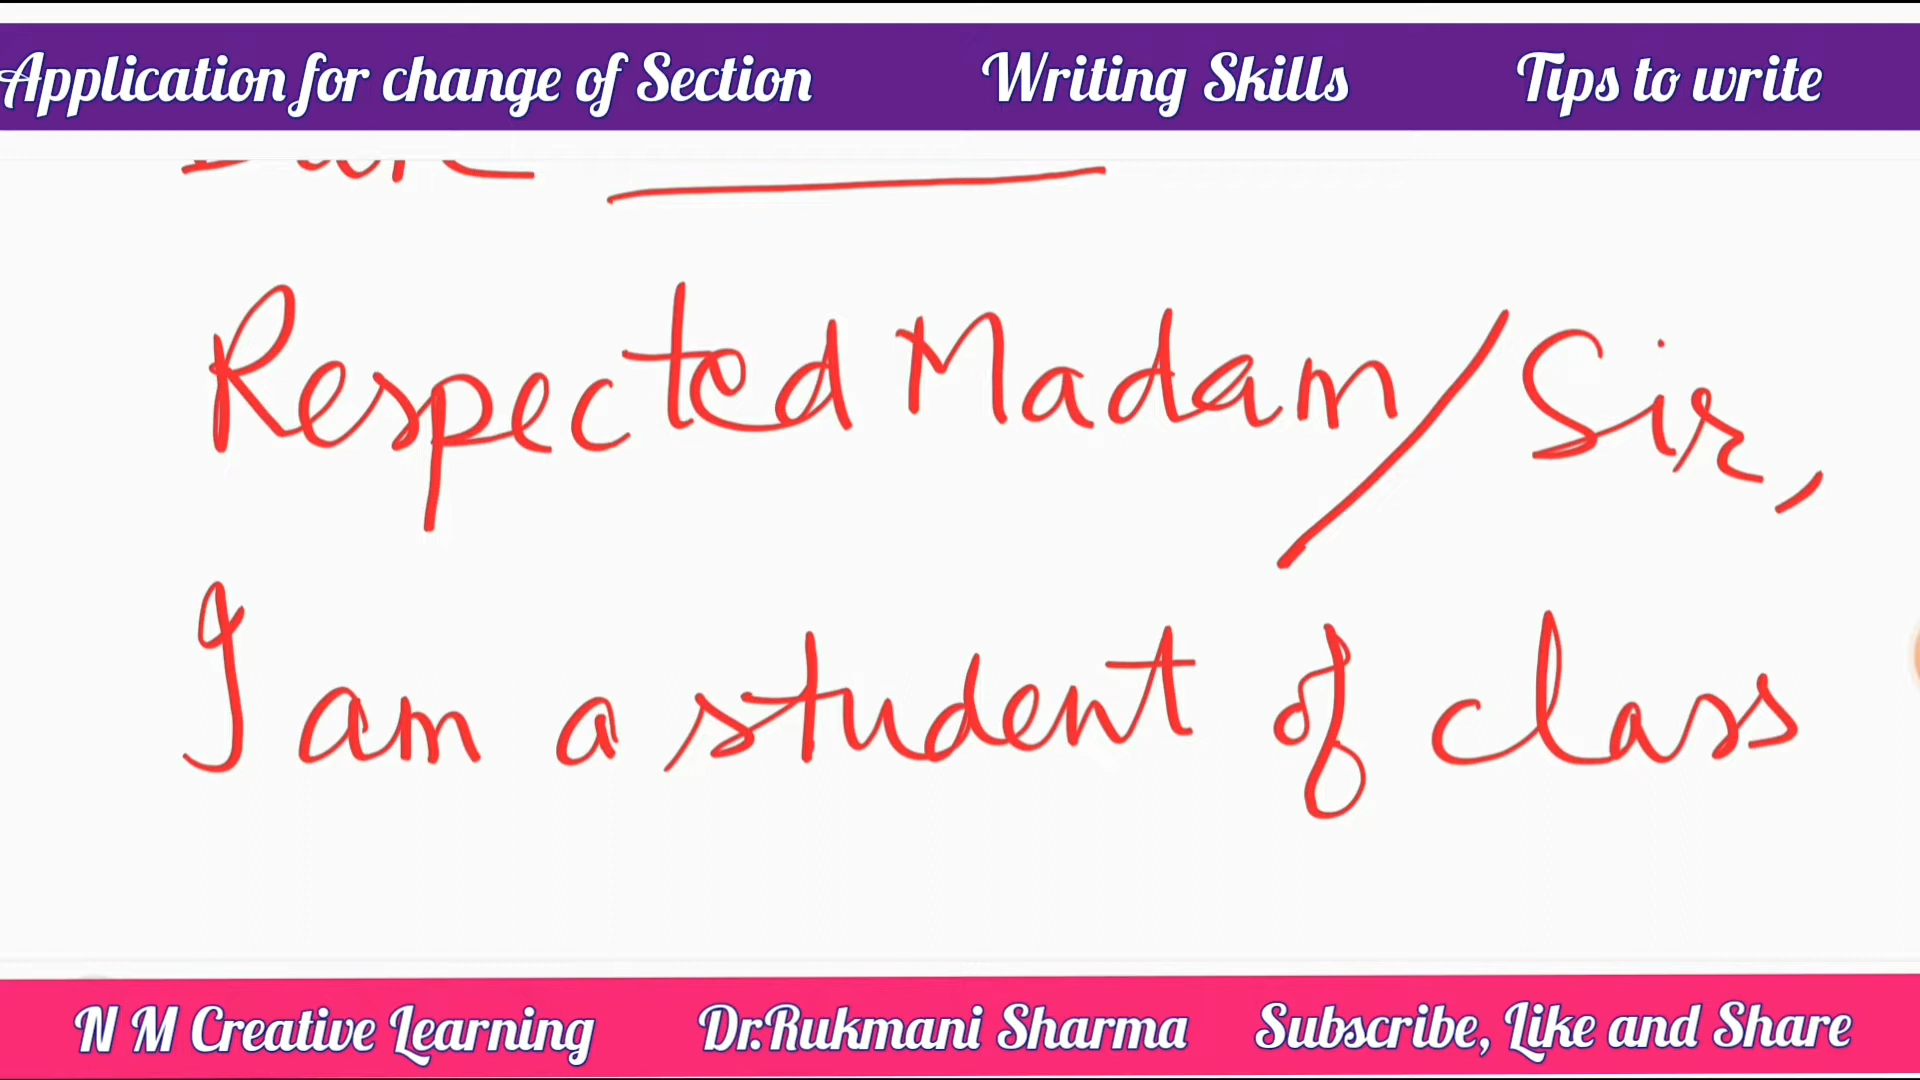 Application for change of Section Writing Skills Tips to write
Respected Madam/Sir,
I am a student of class
N M Creative Learning Dr.Rukmani Sharma Subscribe, Like and Share